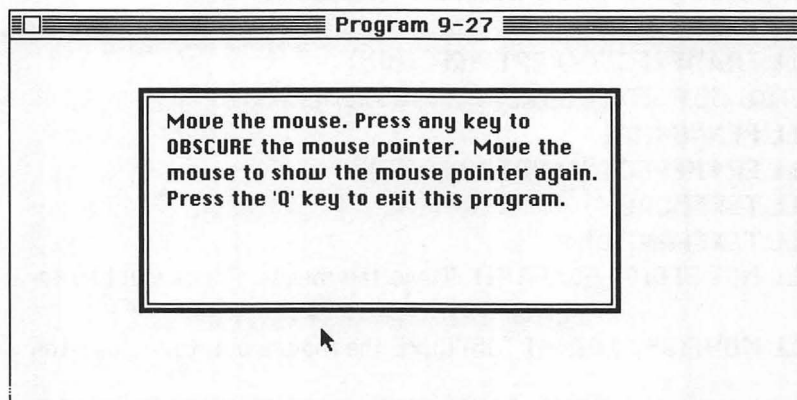 Program 9-27
Move the mouse. Press any key to
OBSCURE the mouse pointer.  Move the
mouse to show the mouse pointer again.
Press the 'Q' key to exit this program.